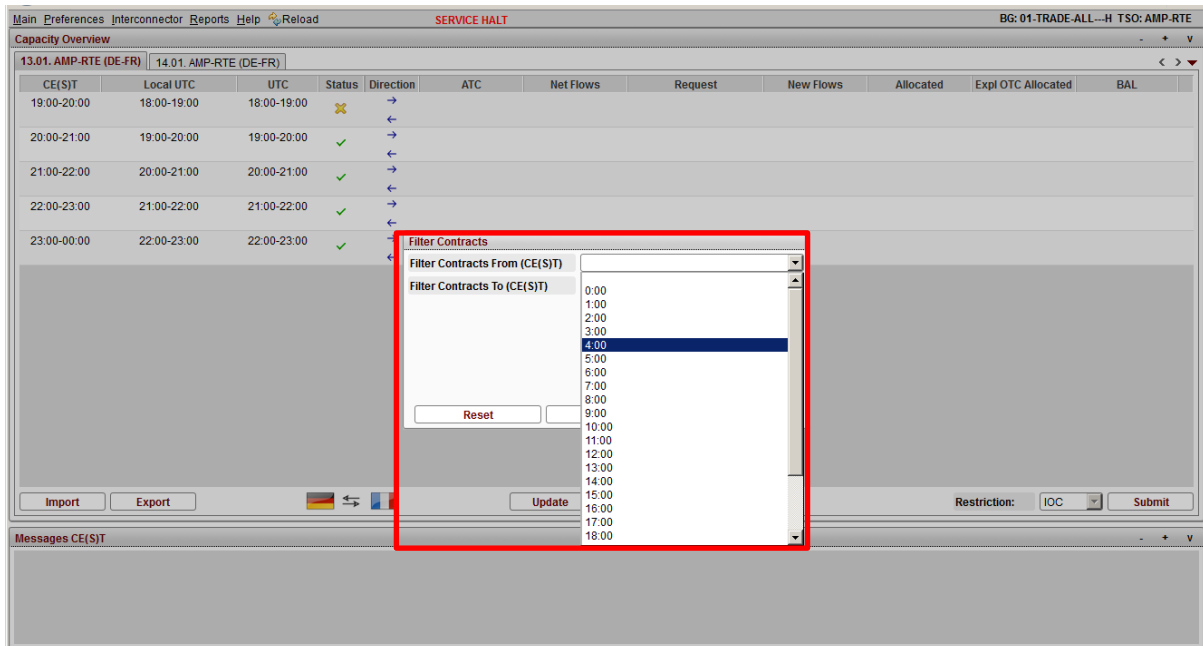 Main Preferences Interconnector Reports Help Reload SERVICE HALT BG: 01-TRADE-ALL---H TSO: AMP-RTE
Capacity Overview - + v
13.01. AMP-RTE (DE-FR) 14.01. AMP-RTE (DE-FR)
CE(S)T Local UTC UTC Status Direction ATC Net Flows Request New Flows Allocated Expl OTC Allocated BAL
19:00-20:00 18:00-19:00 18:00-19:00
20:00-21:00 19:00-20:00 19:00-20:00
21:00-22:00 20:00-21:00 20:00-21:00
22:00-23:00 21:00-22:00 21:00-22:00
23:00-00:00 22:00-23:00 22:00-23:00
Filter Contracts
Filter Contracts From (CE(S)T)
Filter Contracts To (CE(S)T)
0:00
1:00
2:00
3:00
4:00
5:00
6:00
7:00
8:00
9:00
10:00
11:00
12:00
13:00
14:00
15:00
16:00
17:00
18:00
Reset
Import Export Update Restriction: IOC Submit
Messages CE(S)T - + v